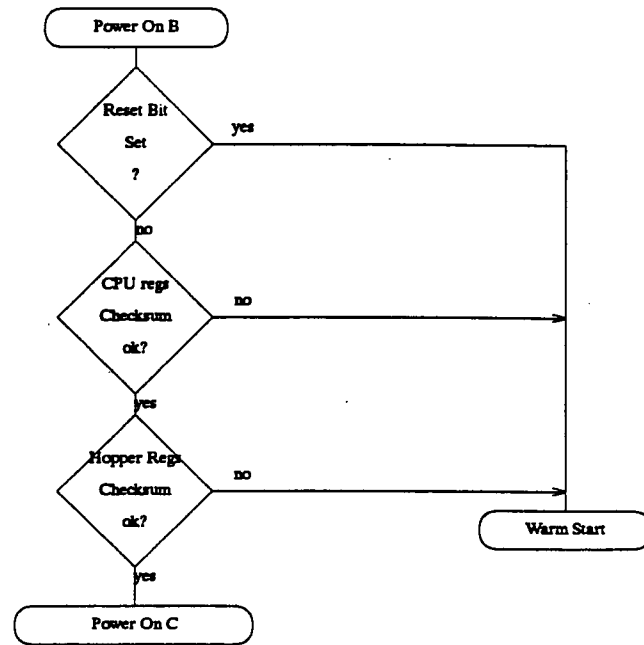 Power On B
Reset Bit
Set
?
yes
no
CPU regs
Checksum
ok?
no
yes
Hopper Regs
Checksum
ok?
no
yes
Warm Start
Power On C